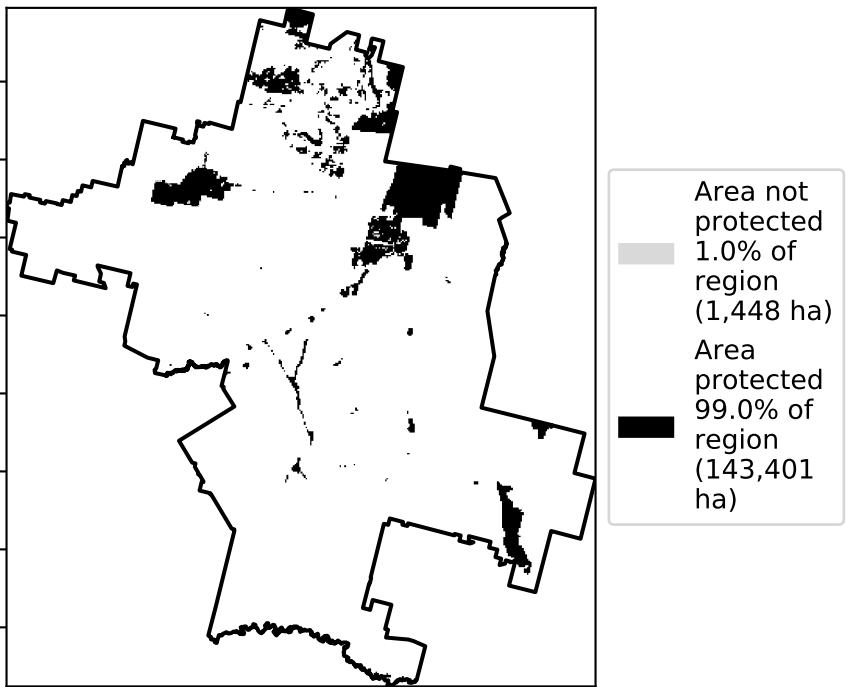 Area not
protected
1.0% of
region
(1,448 ha)
Area
protected
99.0% of
region
(143,401
ha)